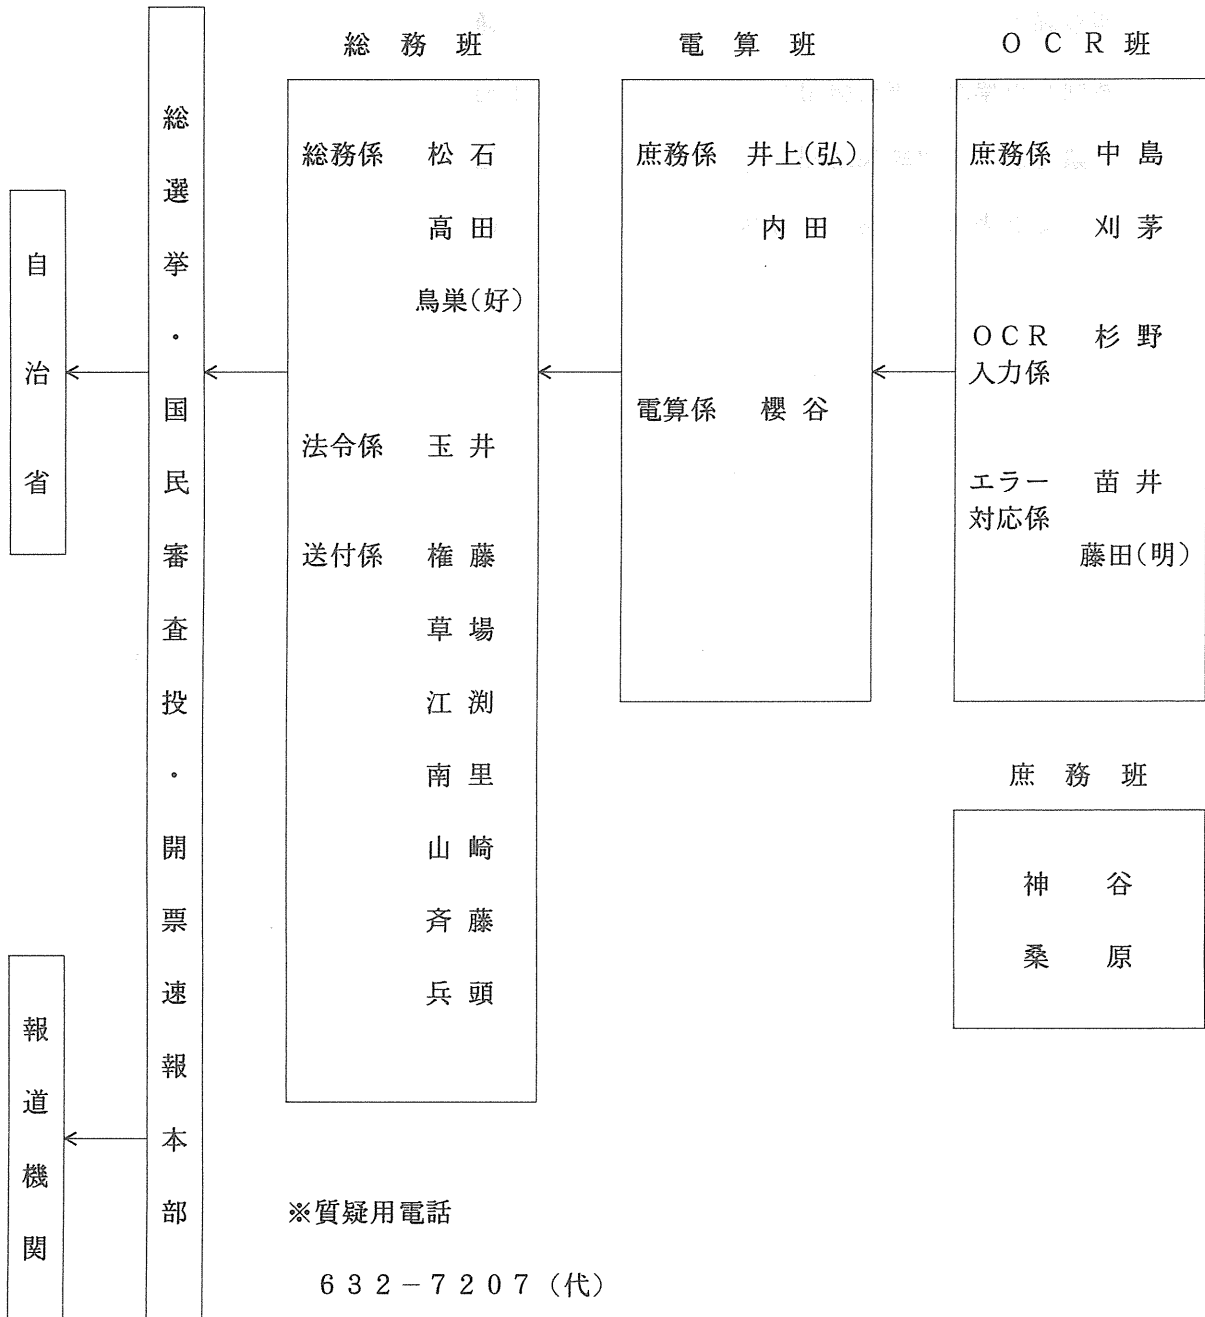 自治省
報道機関
総選挙・国民審査投・開票速報本部
総務班
総務係 松石
高田
鳥巣(好)
法令係 玉井
送付係 権藤
草場
江渕
南里
山崎
斉藤
兵頭
電算班
庶務係 井上(弘)
内田
電算係 櫻谷
OCR班
庶務係 中島
刈茅
OCR 杉野
入力係
エラー 苗井
対応係
藤田(明)
庶務班
神谷
桑原
※質疑用電話
632-7207(代)